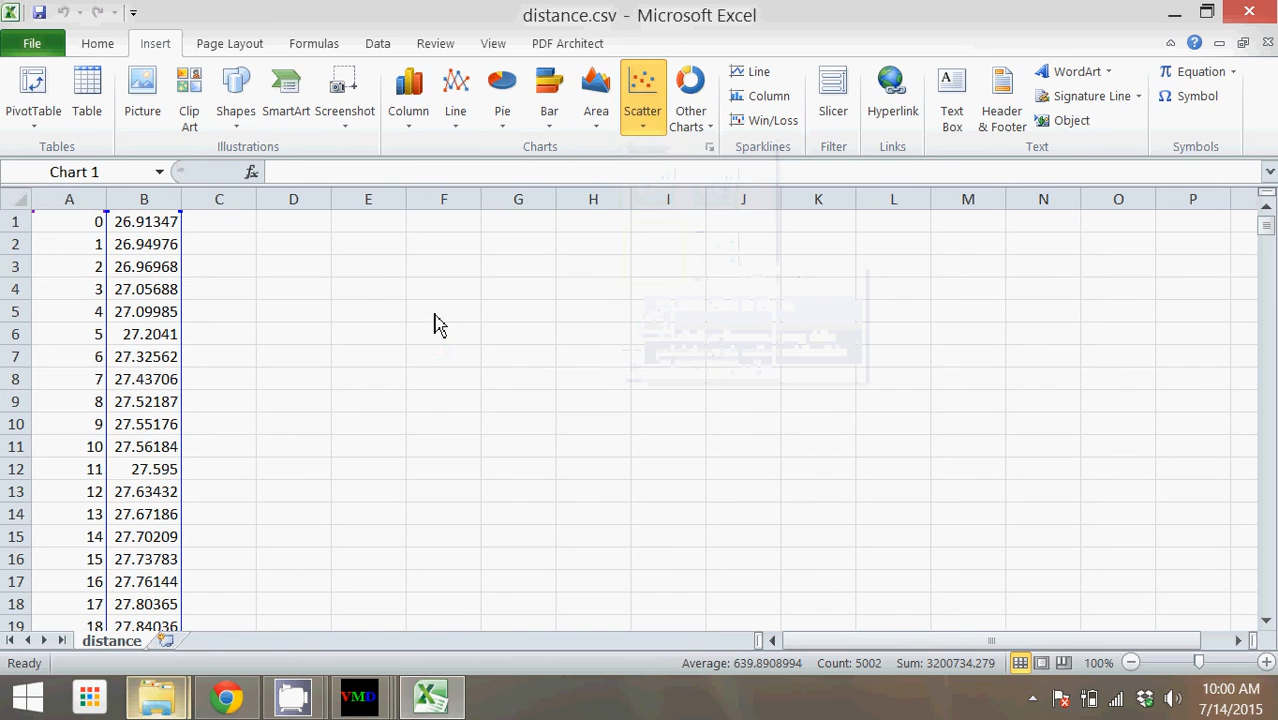 distance.csv - Microsoft Excel
File Home Insert Page Layout Formulas Data Review View PDF Architect
PivotTable Table Picture Clip Art Shapes SmartArt Screenshot Column Line Pie Bar Area Scatter Other Charts Line Column Win/Loss Slicer Hyperlink Text Box Header & Footer WordArt Signature Line Object Equation Symbol
Tables Illustrations Charts Sparklines Filter Links Text Symbols
Chart 1 fx
A B C D E F G H I J K L M N O P
1 0 26.91347
2 1 26.94976
3 2 26.96968
4 3 27.05688
5 4 27.09985
6 5 27.2041
7 6 27.32562
8 7 27.43706
9 8 27.52187
10 9 27.55176
11 10 27.56184
12 11 27.595
13 12 27.63432
14 13 27.67186
15 14 27.70209
16 15 27.73783
17 16 27.76144
18 17 27.80365
19 18 27.84036
distance
Ready Average: 639.8908994 Count: 5002 Sum: 3200734.279 100%
VMD
10:00 AM
7/14/2015